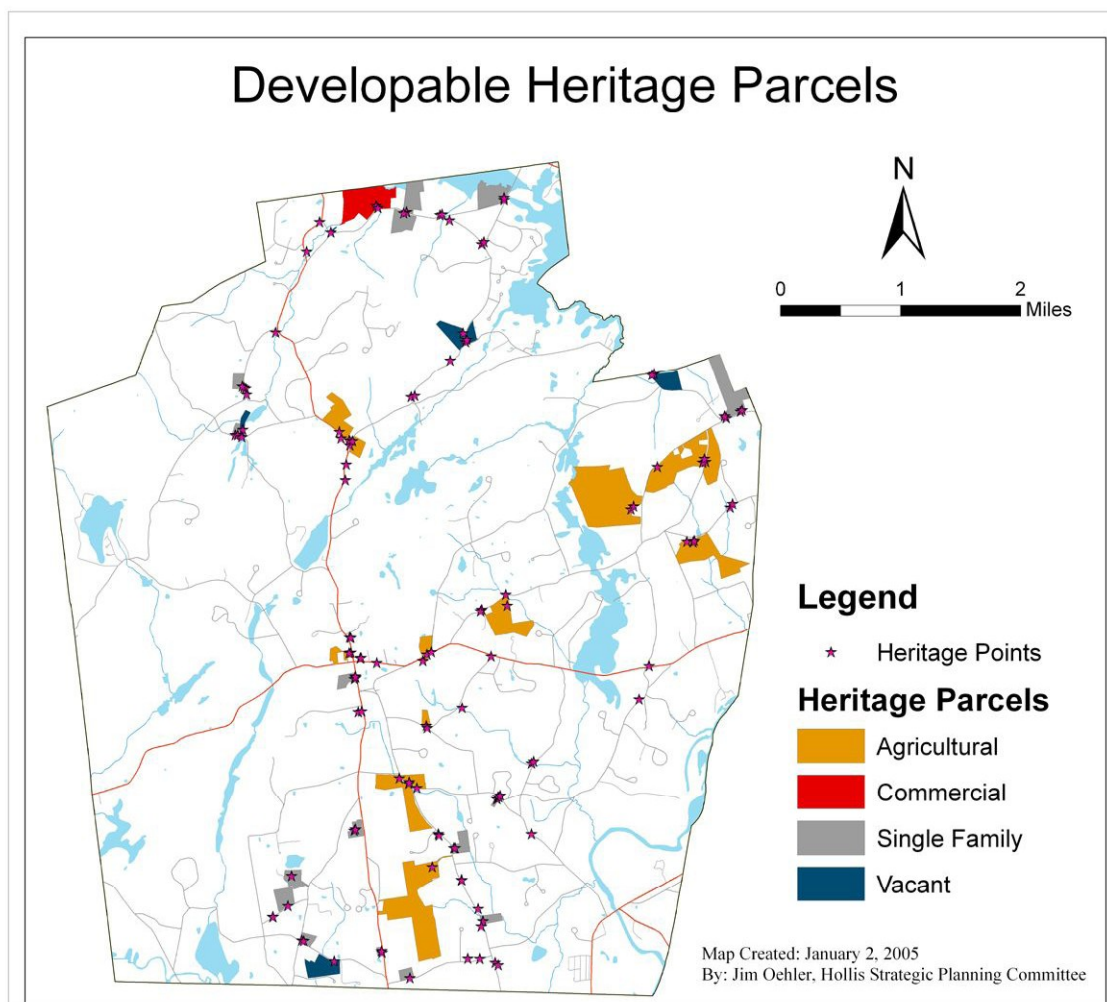 Developable Heritage Parcels
N
0 1 2
Miles
Legend
Heritage Points
Heritage Parcels
Agricultural
Commercial
Single Family
Vacant
Map Created: January 2, 2005
By: Jim Oehler, Hollis Strategic Planning Committee